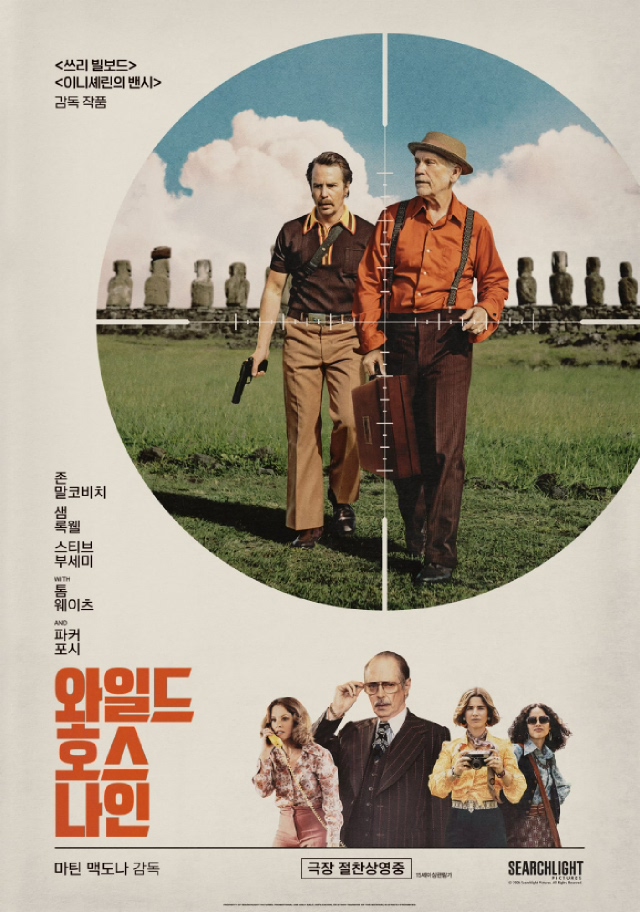 <쓰리 빌보드>
<이니셰린의 밴시>
감독 작품
존
말코비치
샘
록웰
스티브
부세미
WITH
톰
웨이츠
AND
파커
포시
와일드
호스
나인
마틴 맥도나 감독
극장 절찬상영중
SEARCHLIGHT
PICTURES